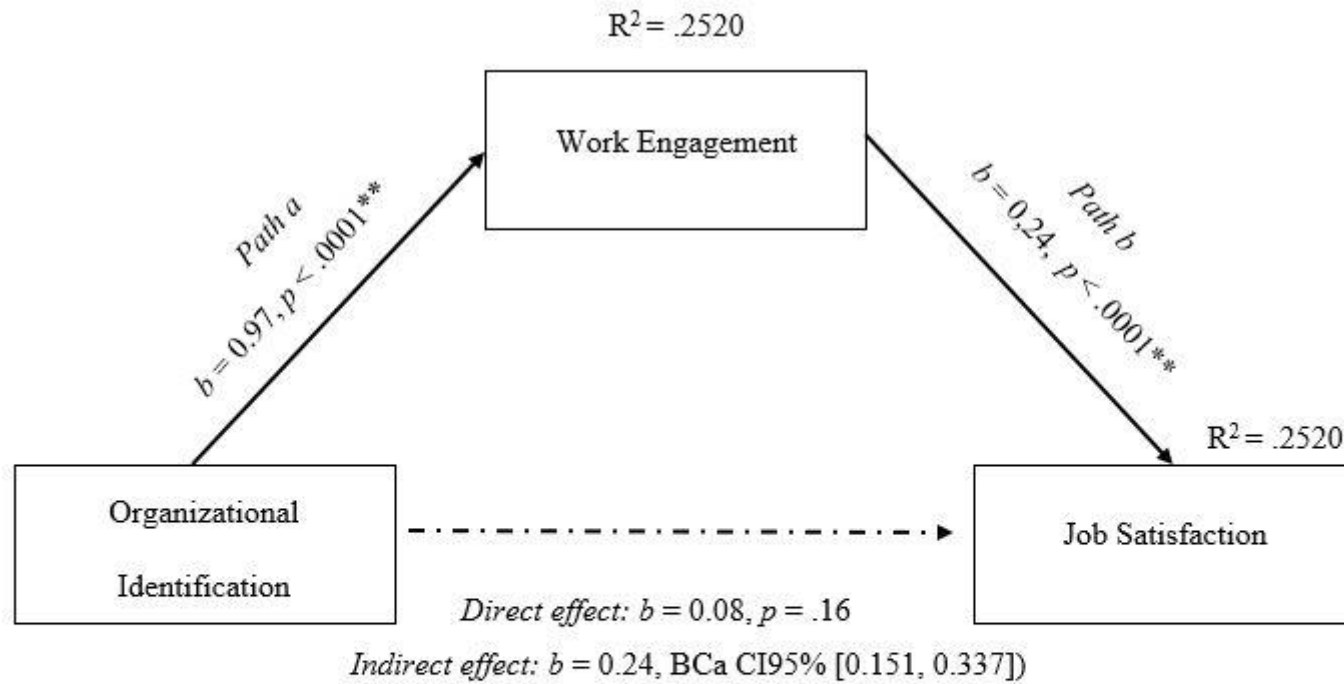 R² = .2520
Work Engagement
Path a
b = 0.97, p < .0001**
Path b
b = 0,24, p < .0001**
R² = .2520
Organizational
Identification
Job Satisfaction
Direct effect: b = 0.08, p = .16
Indirect effect: b = 0.24, BCa CI95% [0.151, 0.337])